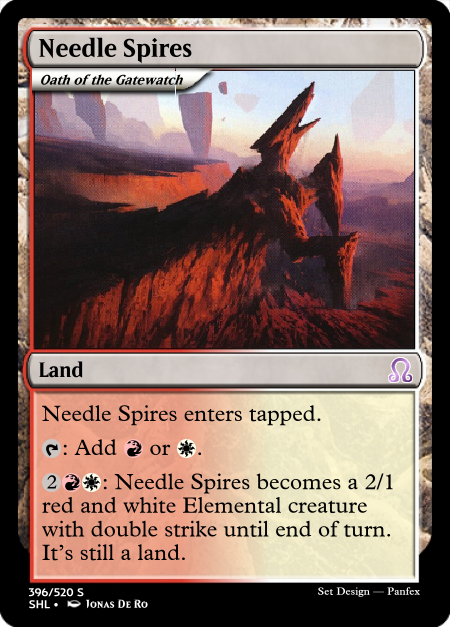 Needle Spires
Oath of the Gatewatch
Land
Needle Spires enters tapped.
: Add or .
2: Needle Spires becomes a 2/1
red and white Elemental creature
with double strike until end of turn.
It's still a land.
396/520 S
Set Design — Panfex
SHL • Jonas De Ro